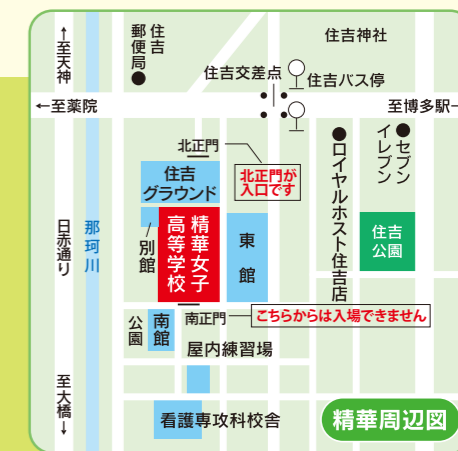 ↑至天神
住吉
郵便局
住吉神社
住吉交差点
住吉バス停
←至薬院
至博多駅→
北正門
北正門が
入口です
住吉
グラウンド
ロイヤルホスト住吉店
セブン
イレブン
日赤通り
那珂川
別館
精華女子
高等学校
東館
住吉
公園
公園
南館
南正門
こちらからは入場できません
屋内練習場
至大橋↓
看護専攻科校舎
精華周辺図